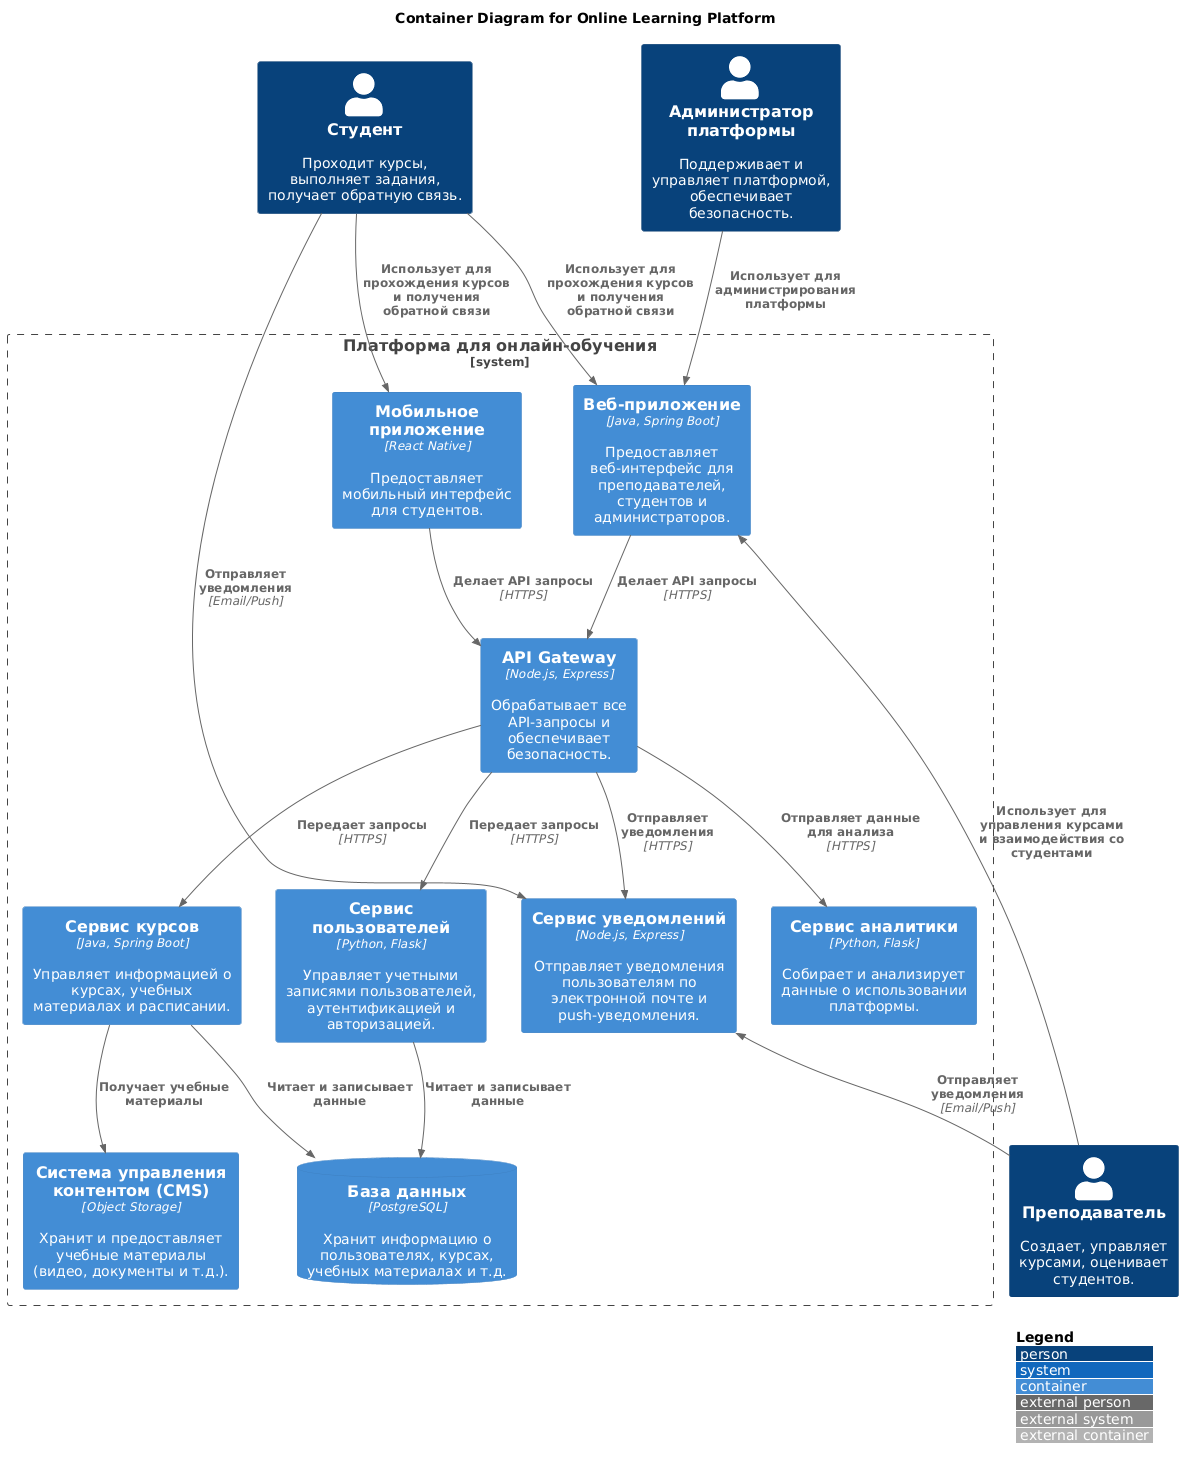 Container Diagram for Online Learning Platform
Студент
Проходит курсы,
выполняет задания,
получает обратную связь.
Администратор
платформы
Поддерживает и
управляет платформой,
обеспечивает
безопасность.
Использует для
прохождения курсов
и получения
обратной связи
Использует для
прохождения курсов
и получения
обратной связи
Использует для
администрирования
платформы
Платформа для онлайн-обучения
[system]
Мобильное
приложение
[React Native]
Предоставляет
мобильный интерфейс
для студентов.
Веб-приложение
[Java, Spring Boot]
Предоставляет
веб-интерфейс для
преподавателей,
студентов и
администраторов.
Отправляет
уведомления
[Email/Push]
Делает API запросы
[HTTPS]
Делает API запросы
[HTTPS]
API Gateway
[Node.js, Express]
Обрабатывает все
API-запросы и
обеспечивает
безопасность.
Передает запросы
[HTTPS]
Передает запросы
[HTTPS]
Отправляет
уведомления
[HTTPS]
Отправляет данные
для анализа
[HTTPS]
Использует для
управления курсами
и взаимодействия со
студентами
Сервис курсов
[Java, Spring Boot]
Управляет информацией о
курсах, учебных
материалах и расписании.
Сервис
пользователей
[Python, Flask]
Управляет учетными
записями пользователей,
аутентификацией и
авторизацией.
Сервис уведомлений
[Node.js, Express]
Отправляет уведомления
пользователям по
электронной почте и
push-уведомления.
Сервис аналитики
[Python, Flask]
Собирает и анализирует
данные о использовании
платформы.
Получает учебные
материалы
Читает и записывает
данные
Читает и записывает
данные
Отправляет
уведомления
[Email/Push]
Система управления
контентом (CMS)
[Object Storage]
Хранит и предоставляет
учебные материалы
(видео, документы и т.д.).
База данных
[PostgreSQL]
Хранит информацию о
пользователях, курсах,
учебных материалах и т.д.
Преподаватель
Создает, управляет
курсами, оценивает
студентов.
Legend
person
system
container
external person
external system
external container